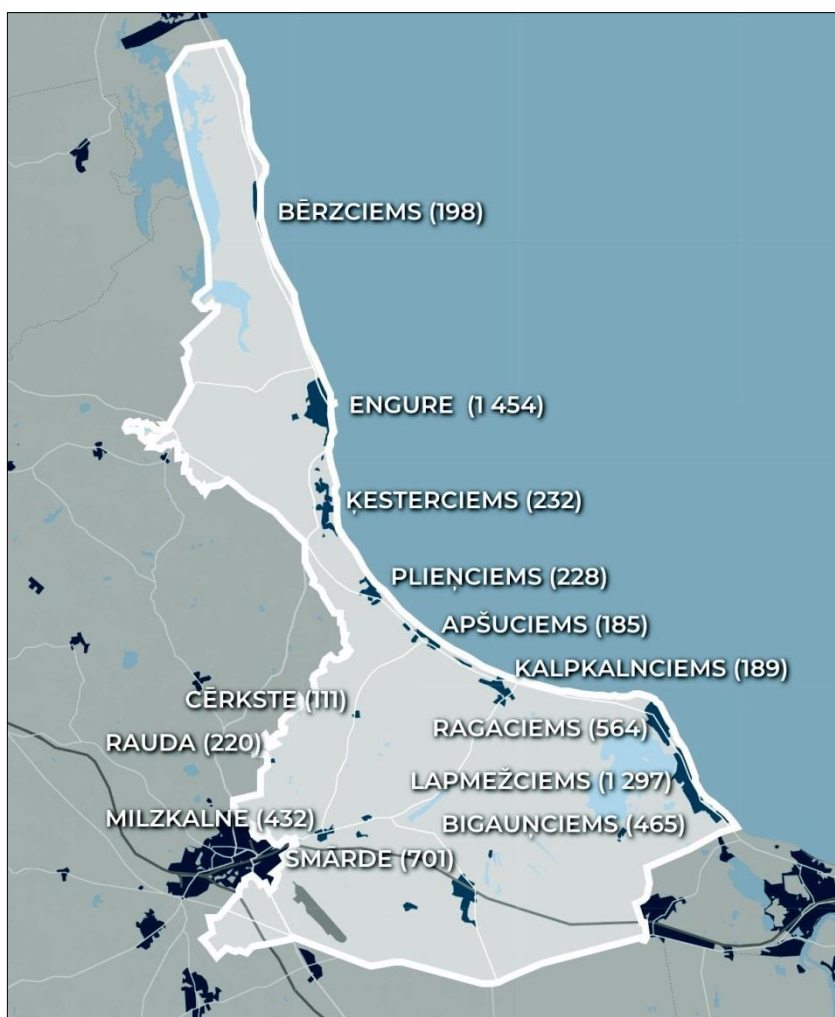 BĒRZCIEMS (198)
ENGURE (1 454)
ĶESTERCIEMS (232)
PLIEŅCIEMS (228)
APŠUCIEMS (185)
KALPKALNCIEMS (189)
CĒRKSTE (111)
RAGACIEMS (564)
RAUDA (220)
LAPMEŽCIEMS (1 297)
MILZKALNE (432)
BIGAUŅCIEMS (465)
SMĀRDE (701)